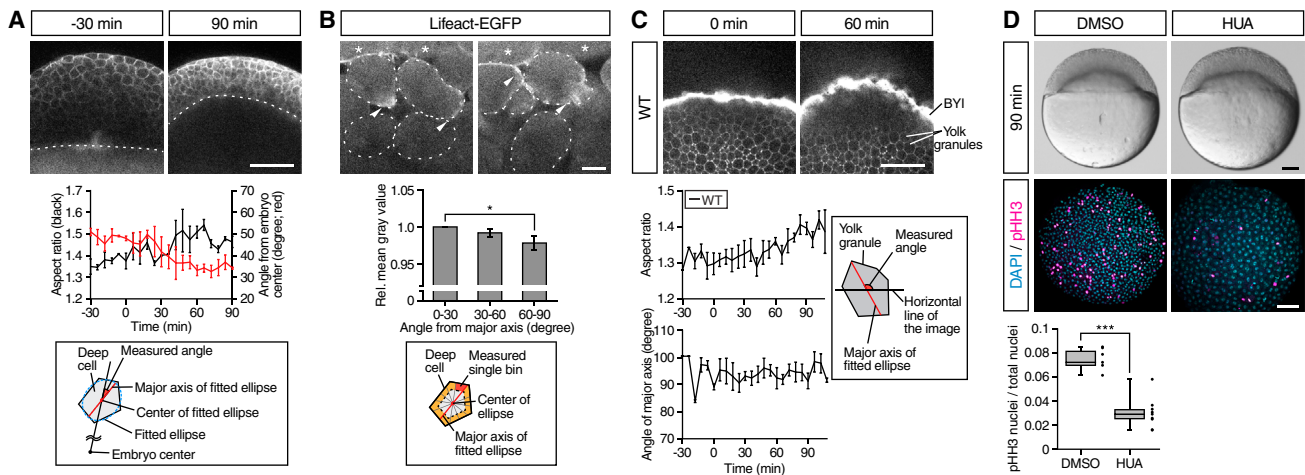 A
-30 min
90 min
Aspect ratio (black)
1.7
1.6
1.5
1.4
1.3
1.2
70
60
50
40
30
20
Angle from embryo
center (degree; red)
-30
0
30
60
90
Time (min)
Deep
cell
Measured angle
Major axis of fitted ellipse
Center of fitted ellipse
Fitted ellipse
Embryo center
B
Lifeact-EGFP
*
*
*
*
Rel. mean gray value
1.05
1.00
0.95
0
*
0-30
30-60
60-90
Angle from major axis (degree)
Deep
cell
Measured
single bin
Center of
ellipse
Major axis of
fitted ellipse
C
0 min
60 min
WT
BYI
Yolk
granules
Aspect ratio
1.5
1.4
1.3
1.2
WT
Angle of major axis (degree)
110
100
90
80
70
-30
0
30
60
90
Time (min)
Yolk
granule
Measured
angle
Horizontal
line of
the image
Major axis of
fitted ellipse
D
DMSO
HUA
90 min
DAPI / pHH3
pHH3 nuclei / total nuclei
0.1
0.08
0.06
0.04
0.02
0
***
DMSO
HUA